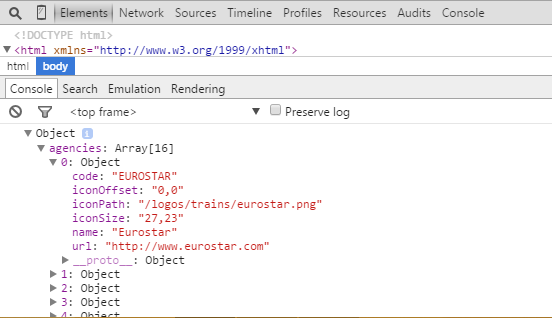 Elements Network Sources Timeline Profiles Resources Audits Console
<!DOCTYPE html>
<html xmlns="http://www.w3.org/1999/xhtml">
html body
Console Search Emulation Rendering
<top frame> Preserve log
Object i
agencies: Array[16]
0: Object
code: "EUROSTAR"
iconOffset: "0,0"
iconPath: "/logos/trains/eurostar.png"
iconSize: "27,23"
name: "Eurostar"
url: "http://www.eurostar.com"
__proto__: Object
1: Object
2: Object
3: Object
4: Object